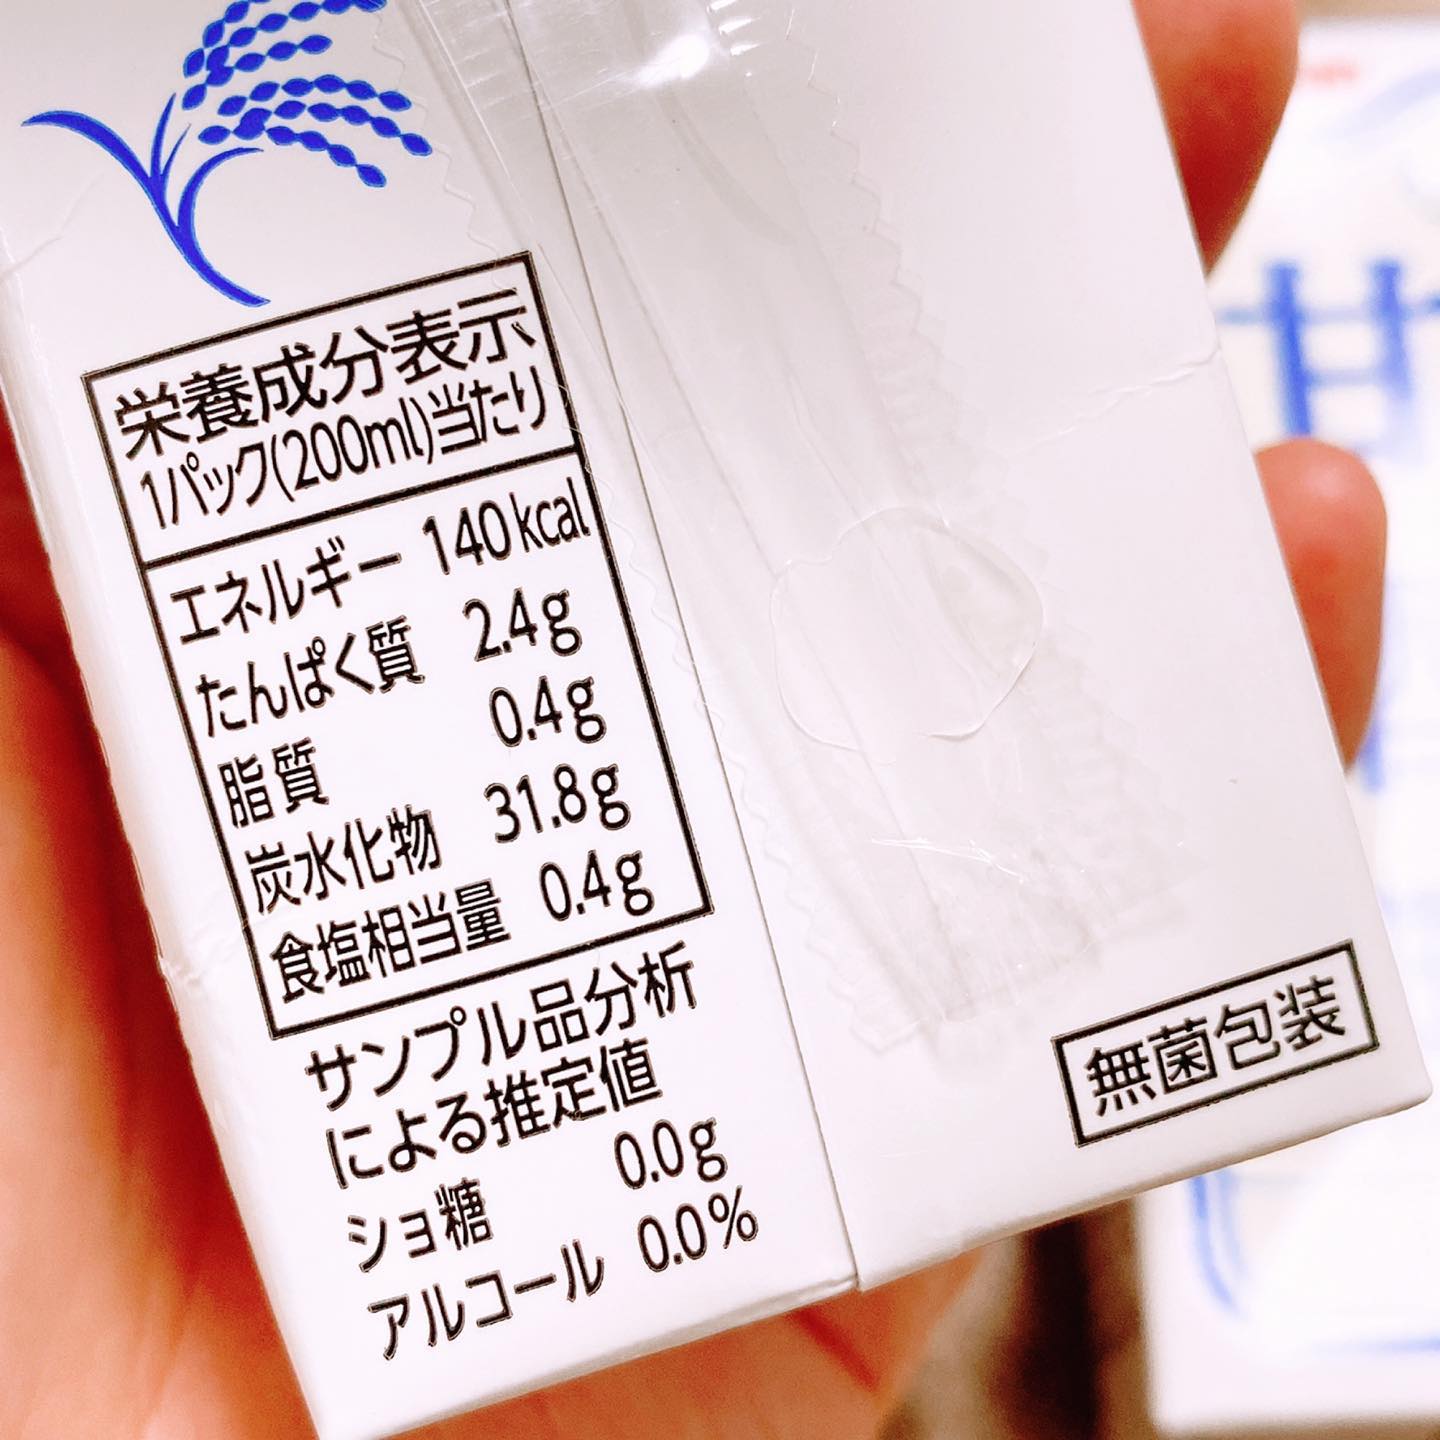 栄養成分表示
1パック(200ml)当たり
エネルギー 140kcal
たんぱく質 2.4g
脂質 0.4g
炭水化物 31.8g
食塩相当量 0.4g
サンプル品分析
による推定値
ショ糖 0.0g
アルコール 0.0%
無菌包装
甘